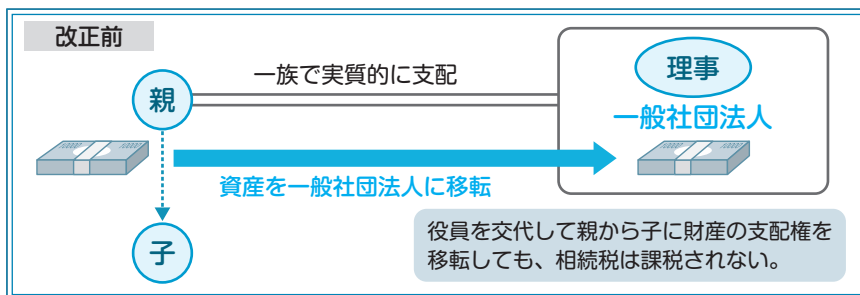 改正前
一族で実質的に支配
親
理事
一般社団法人
資産を一般社団法人に移転
子
役員を交代して親から子に財産の支配権を
移転しても、相続税は課税されない。